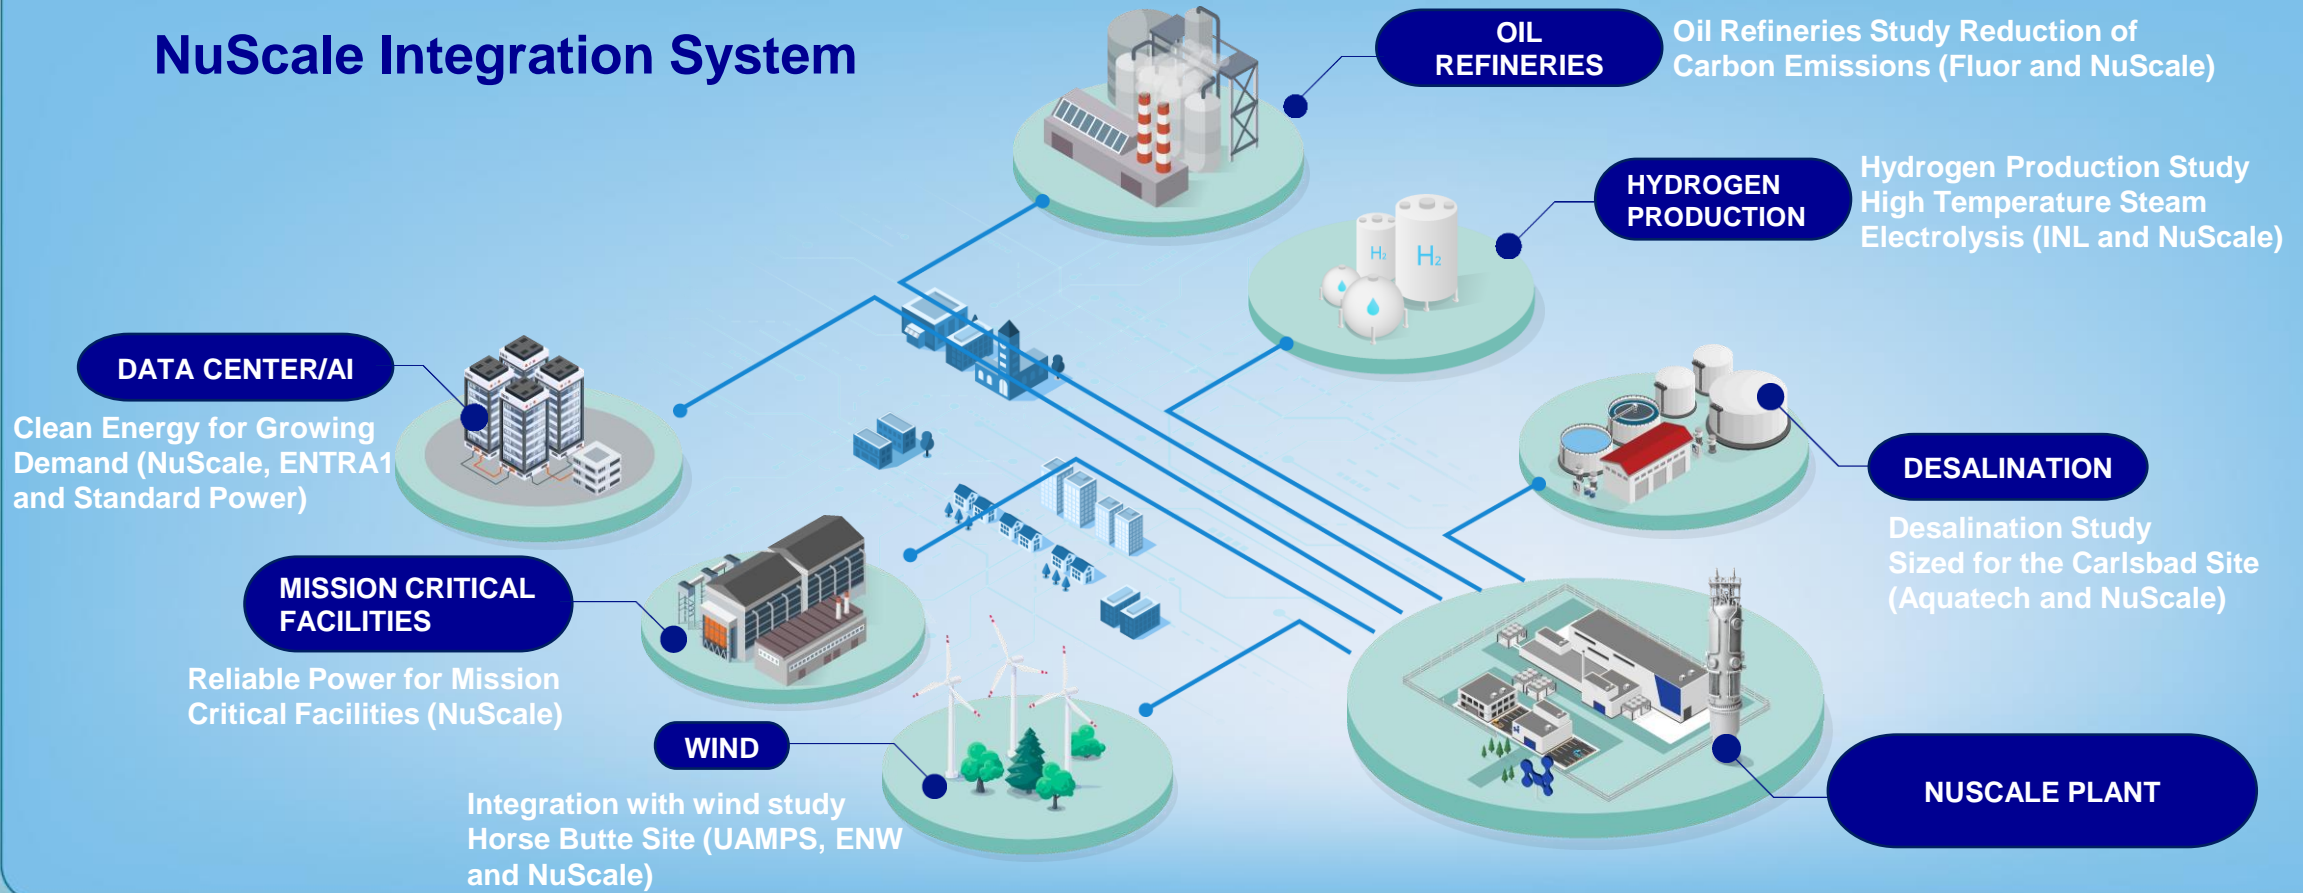 NuScale Integration System
OIL
REFINERIES
Oil Refineries Study Reduction of
Carbon Emissions (Fluor and NuScale)
HYDROGEN
PRODUCTION
Hydrogen Production Study
High Temperature Steam
Electrolysis (INL and NuScale)
H2
H2
DATA CENTER/AI
Clean Energy for Growing
Demand (NuScale, ENTRA1
and Standard Power)
DESALINATION
Desalination Study
Sized for the Carlsbad Site
(Aquatech and NuScale)
MISSION CRITICAL
FACILITIES
Reliable Power for Mission
Critical Facilities (NuScale)
WIND
Integration with wind study
Horse Butte Site (UAMPS, ENW
and NuScale)
NUSCALE PLANT